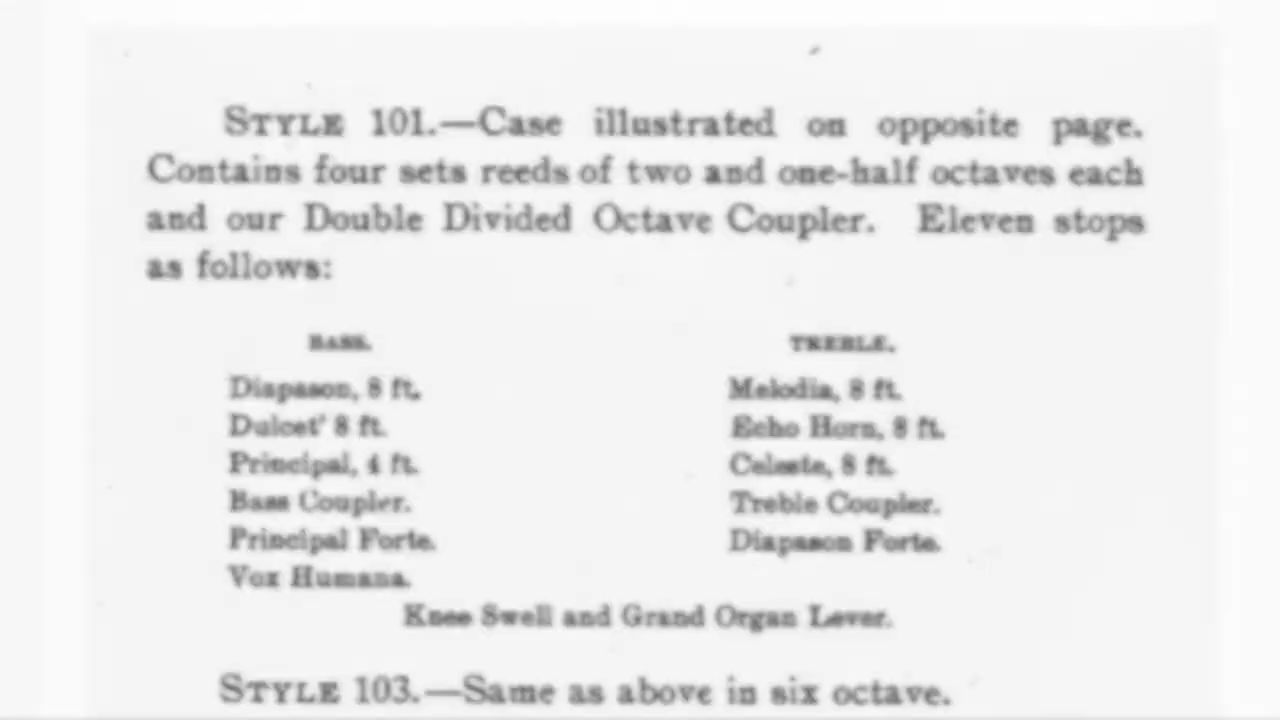 STYLE 101.—Case illustrated on opposite page.
Contains four sets reeds of two and one-half octaves each
and our Double Divided Octave Coupler. Eleven stops
as follows:
BASS. TREBLE.
Diapason, 8 ft. Melodia, 8 ft.
Dulcet' 8 ft. Echo Horn, 8 ft.
Principal, 4 ft. Celeste, 8 ft.
Bass Coupler. Treble Coupler.
Principal Forte. Diapason Forte.
Vox Humana.
Knee Swell and Grand Organ Lever.
STYLE 103.—Same as above in six octave.